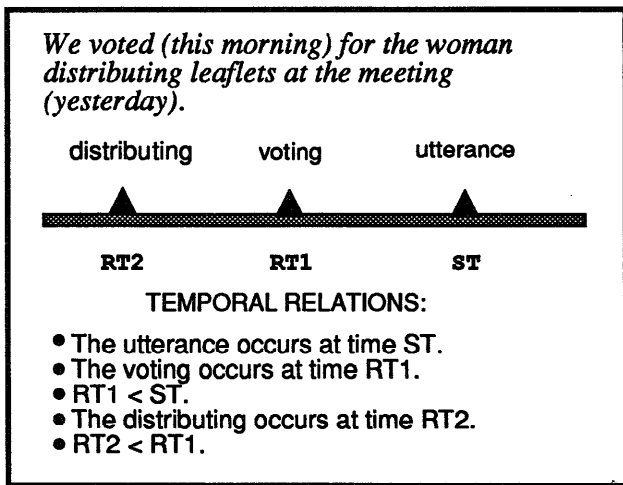 We voted (this morning) for the woman
distributing leaflets at the meeting
(yesterday).
distributing voting utterance
RT2 RT1 ST
TEMPORAL RELATIONS:
• The utterance occurs at time ST.
• The voting occurs at time RT1.
• RT1 < ST.
• The distributing occurs at time RT2.
• RT2 < RT1.